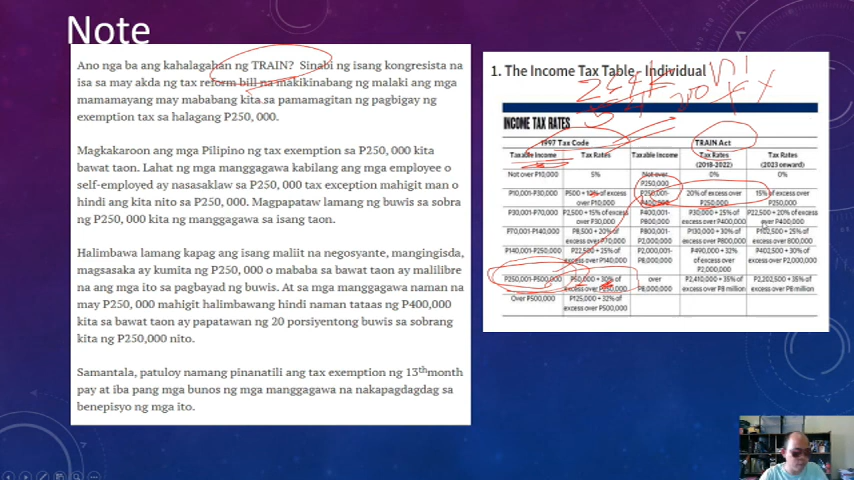 Note
Ano nga ba ang kahalagahan ng TRAIN? Sinabi ng isang kongresista na
isa sa may akda ng tax reform bill na makikinabang ng malaki ang mga
mamamayang may mababang kita sa pamamagitan ng pagbigay ng
exemption tax sa halagang P250, 000.
Magkakaroon ang mga Pilipino ng tax exemption sa P250, 000 kita
bawat taon. Lahat ng mga manggagawa kabilang ang mga employee o
self-employed ay nasasaklaw sa P250, 000 tax exception mahigit man o
hindi ang kita nito sa P250, 000. Magpapataw lamang ng buwis sa sobra
ng P250, 000 kita ng manggagawa sa isang taon.
Halimbawa lamang kapag ang isang maliit na negosyante, mangingisda,
magsasaka ay kumita ng P250, 000 o mababa sa bawat taon ay malilibre
na ang mga ito sa pagbayad ng buwis. At sa mga manggagawa naman na
may P250, 000 mahigit halimbawang hindi naman tataas ng P400,000
kita sa bawat taon ay papatawan ng 20 porsiyentong buwis sa sobrang
kita ng P250,000 nito.
Samantala, patuloy namang pinanatili ang tax exemption ng 13thmonth
pay at iba pang mga bunos ng mga manggagawa na nakapagdagdag sa
benepisyo ng mga ito.
1. The Income Tax Table - Individual
INCOME TAX RATES
1997 Tax Code TRAIN Act
Taxable Income Tax Rates Taxable Income Tax Rates (2018-2022) Tax Rates (2023 onward)
Not over P10,000 5% Not over P250,000 0% 0%
P10,001-P30,000 P500 + 10% of excess over P10,000 P250,001-P400,000 20% of excess over P250,000 15% of excess over P250,000
P30,001-P70,000 P2,500 + 15% of excess over P30,000 P400,001-P800,000 P30,000 + 25% of excess over P400,000 P22,500 + 20% of excess over P400,000
P70,001-P140,000 P8,500 + 20% of excess over P70,000 P800,001-P2,000,000 P130,000 + 30% of excess over P800,000 P102,500 + 25% of excess over 800,000
P140,001-P250,000 P22,500 + 25% of excess over P140,000 P2,000,001-P8,000,000 P490,000 + 32% of excess over P2,000,000 P402,500 + 30% of excess over P2,000,000
P250,001-P500,000 P50,000 + 30% of excess over P250,000 over P8,000,000 P2,410,000 + 35% of excess over P8 million P2,202,500 + 35% of excess over P8 million
Over P500,000 P125,000 + 32% of excess over P500,000